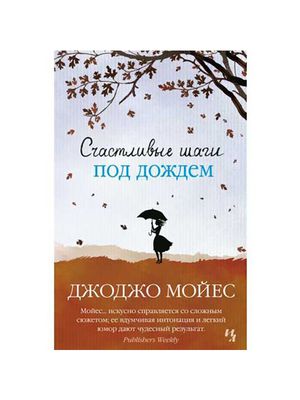 Счастливые шаги
под дождем
ДЖОДЖО МОЙЕС
Мойес... искусно справляется со сложным
сюжетом; ее вдумчивая интонация и легкий
юмор дают чудесный результат.
Publishers Weekly